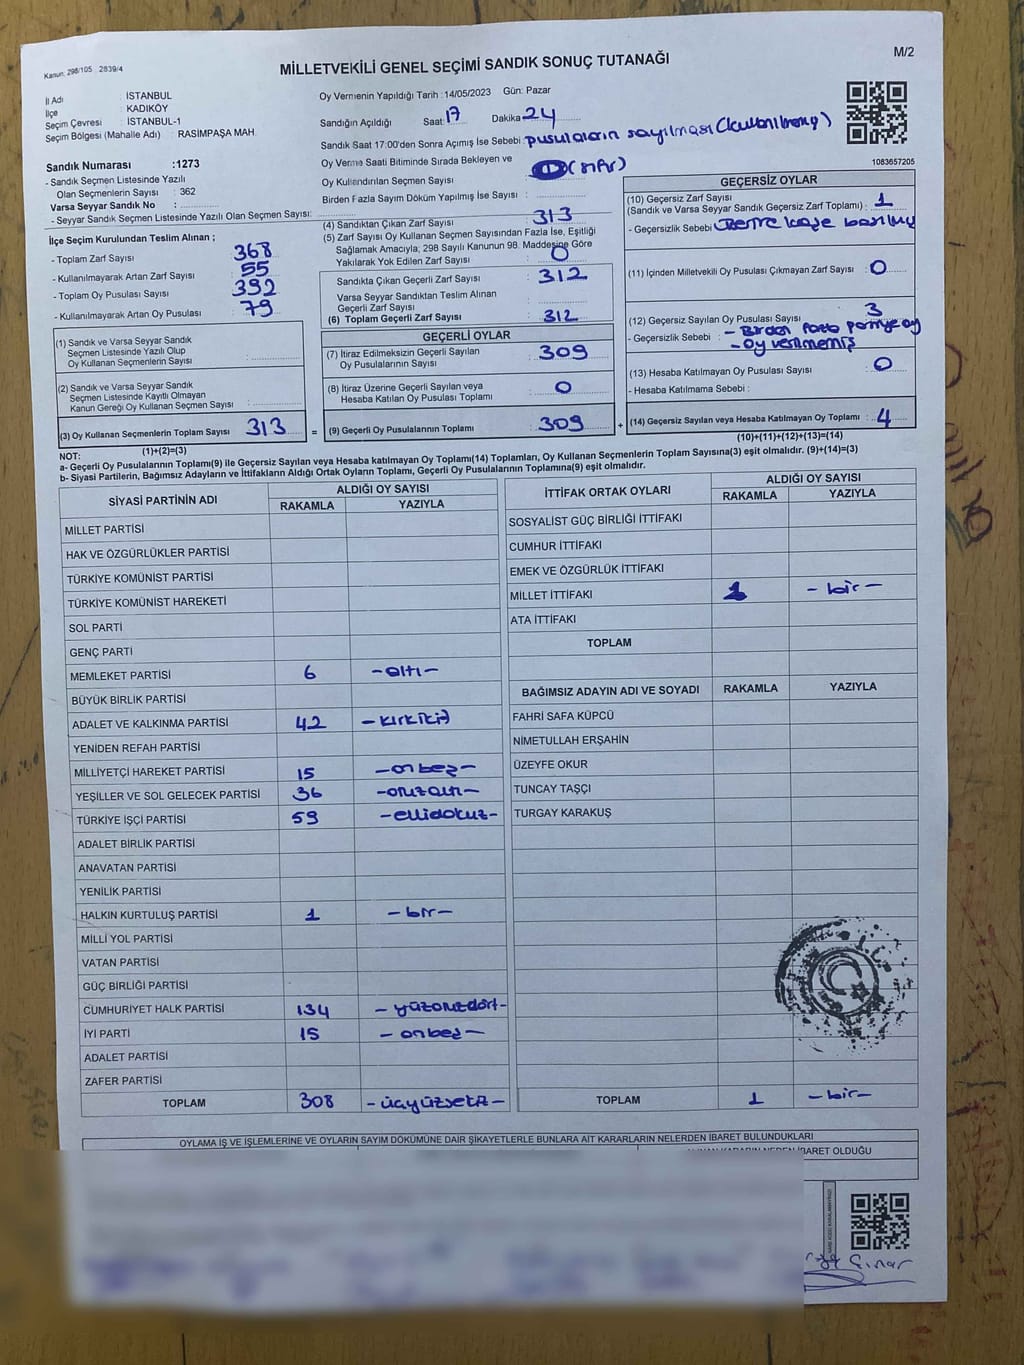 Kanun: 298/105 2839/4
M/2
MİLLETVEKİLİ GENEL SEÇİMİ SANDIK SONUÇ TUTANAĞI
İl Adı : İSTANBUL
İlçe : KADIKÖY
Seçim Çevresi : İSTANBUL-1
Seçim Bölgesi (Mahalle Adı) : RASİMPAŞA MAH.
Sandık Numarası :1273
- Sandık Seçmen Listesinde Yazılı
Olan Seçmenlerin Sayısı : 362
Varsa Seyyar Sandık No :
- Seyyar Sandık Seçmen Listesinde Yazılı Olan Seçmen Sayısı:
Oy Vermenin Yapıldığı Tarih : 14/05/2023 Gün: Pazar
Sandığın Açıldığı Saat: 17 Dakika: 24
Sandık Saat 17:00'den Sonra Açımış İse Sebebi: pusulaların sayılması
Oy Verme Saati Bitiminde Sırada Bekleyen ve
Oy Kullandırılan Seçmen Sayısı : (sıfır)
Birden Fazla Sayım Döküm Yapılmış İse Sayısı :
1083657205
İlçe Seçim Kurulundan Teslim Alınan ;
- Toplam Zarf Sayısı : 368
- Kullanılmayarak Artan Zarf Sayısı : 55
- Toplam Oy Pusulası Sayısı : 392
- Kullanılmayarak Artan Oy Pusulası : 79
(1) Sandık ve Varsa Seyyar Sandık
Seçmen Listesinde Yazılı Olup
Oy Kullanan Seçmenlerin Sayısı :
(2) Sandık ve Varsa Seyyar Sandık
Seçmen Listesinde Kayıtlı Olmayan
Kanun Gereği Oy Kullanan Seçmen Sayısı :
(3) Oy Kullanan Seçmenlerin Toplam Sayısı : 313
(1)+(2)=(3)
(4) Sandıktan Çıkan Zarf Sayısı : 313
(5) Zarf Sayısı Oy Kullanan Seçmen Sayısından Fazla İse, Eşitliği
Sağlamak Amacıyla; 298 Sayılı Kanunun 98. Maddesine Göre
Yakılarak Yok Edilen Zarf Sayısı : 0
Sandıkta Çıkan Geçerli Zarf Sayısı : 312
Varsa Seyyar Sandıktan Teslim Alınan
Geçerli Zarf Sayısı :
(6) Toplam Geçerli Zarf Sayısı : 312
GEÇERLİ OYLAR
(7) İtiraz Edilmeksizin Geçerli Sayılan
Oy Pusulalarının Sayısı : 309
(8) İtiraz Üzerine Geçerli Sayılan veya
Hesaba Katılan Oy Pusulası Toplamı : 0
= (9) Geçerli Oy Pusulalarının Toplamı : 309
GEÇERSİZ OYLAR
(10) Geçersiz Zarf Sayısı
(Sandık ve Varsa Seyyar Sandık Geçersiz Zarf Toplamı) : 1
- Geçersizlik Sebebi :
(11) İçinden Milletvekili Oy Pusulası Çıkmayan Zarf Sayısı : 0
(12) Geçersiz Sayılan Oy Pusulası Sayısı : 3
- Geçersizlik Sebebi : - Birden fazla partiye oy
- oy verilmemiş
(13) Hesaba Katılmayan Oy Pusulası Sayısı : 0
- Hesaba Katılmama Sebebi :
+ (14) Geçersiz Sayılan veya Hesaba Katılmayan Oy Toplamı : 4
(10)+(11)+(12)+(13)=(14)
NOT:
a- Geçerli Oy Pusulalarının Toplamı(9) ile Geçersiz Sayılan veya Hesaba katılmayan Oy Toplamı(14) Toplamları, Oy Kullanan Seçmenlerin Toplam Sayısına(3) eşit olmalıdır. (9)+(14)=(3)
b- Siyasi Partilerin, Bağımsız Adayların ve İttifakların Aldığı Ortak Oyların Toplamı, Geçerli Oy Pusulalarının Toplamına(9) eşit olmalıdır.
SİYASİ PARTİNİN ADI ALDIĞI OY SAYISI
RAKAMLA YAZIYLA
MİLLET PARTİSİ
HAK VE ÖZGÜRLÜKLER PARTİSİ
TÜRKİYE KOMÜNİST PARTİSİ
TÜRKİYE KOMÜNİST HAREKETİ
SOL PARTİ
GENÇ PARTİ
MEMLEKET PARTİSİ 6 -altı-
BÜYÜK BİRLİK PARTİSİ
ADALET VE KALKINMA PARTİSİ 42 -kırkiki-
YENİDEN REFAH PARTİSİ
MİLLİYETÇİ HAREKET PARTİSİ 15 -onbeş-
YEŞİLLER VE SOL GELECEK PARTİSİ 36 -otuzaltı-
TÜRKİYE İŞÇİ PARTİSİ 59 -ellidokuz-
ADALET BİRLİK PARTİSİ
ANAVATAN PARTİSİ
YENİLİK PARTİSİ
HALKIN KURTULUŞ PARTİSİ 1 -bir-
MİLLİ YOL PARTİSİ
VATAN PARTİSİ
GÜÇ BİRLİĞİ PARTİSİ
CUMHURİYET HALK PARTİSİ 134 - yüzotuzdört-
İYİ PARTİ 15 - onbeş -
ADALET PARTİSİ
ZAFER PARTİSİ
TOPLAM 308 -üçyüzsekiz-
İTTİFAK ORTAK OYLARI ALDIĞI OY SAYISI
RAKAMLA YAZIYLA
SOSYALİST GÜÇ BİRLİĞİ İTTİFAKI
CUMHUR İTTİFAKI
EMEK VE ÖZGÜRLÜK İTTİFAKI
MİLLET İTTİFAKI 1 - bir -
ATA İTTİFAKI
TOPLAM
BAĞIMSIZ ADAYIN ADI VE SOYADI RAKAMLA YAZIYLA
FAHRİ SAFA KÜPCÜ
NİMETULLAH ERŞAHİN
ÜZEYFE OKUR
TUNCAY TAŞÇI
TURGAY KARAKUŞ
TOPLAM 1 -bir-
OYLAMA İŞ VE İŞLEMLERİNE VE OYLARIN SAYIM DÖKÜMÜNE DAİR ŞİKAYETLERLE BUNLARA AİT KARARLARIN NELERDEN İBARET BULUNDUKLARI
İBARET OLDUĞU
Çınar